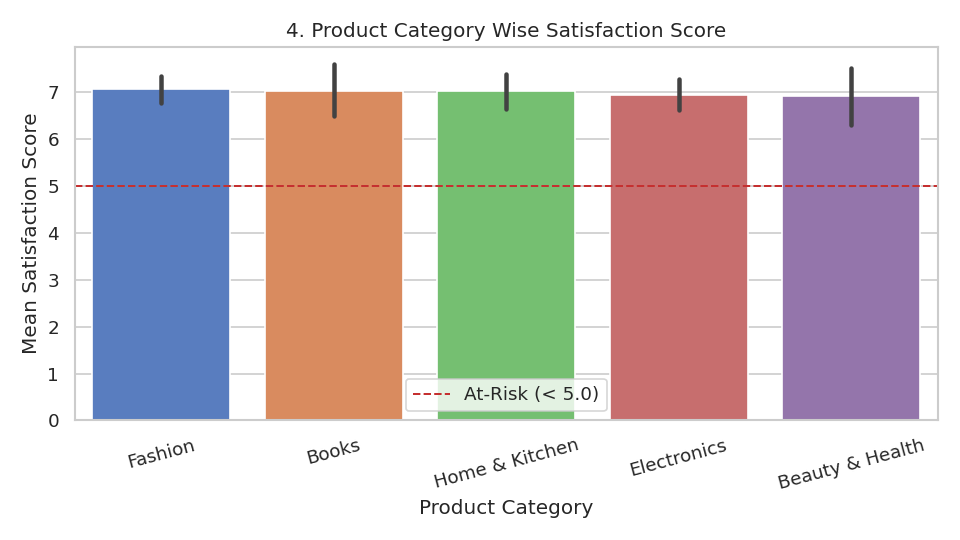 4. Product Category Wise Satisfaction Score
Mean Satisfaction Score
7
6
5
4
3
2
1
0
At-Risk (< 5.0)
Fashion
Books
Home & Kitchen
Electronics
Beauty & Health
Product Category